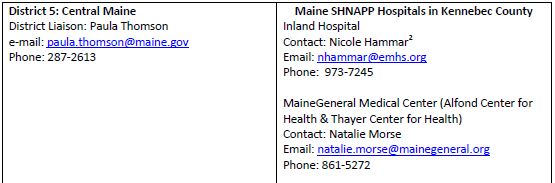 District 5: Central Maine
District Liaison: Paula Thomson
e-mail: paula.thomson@maine.gov
Phone: 287-2613
Maine SHNAPP Hospitals in Kennebec County
Inland Hospital
Contact: Nicole Hammar²
Email: nhammar@emhs.org
Phone:  973-7245
MaineGeneral Medical Center (Alfond Center for
Health & Thayer Center for Health)
Contact: Natalie Morse
Email: natalie.morse@mainegeneral.org
Phone: 861-5272